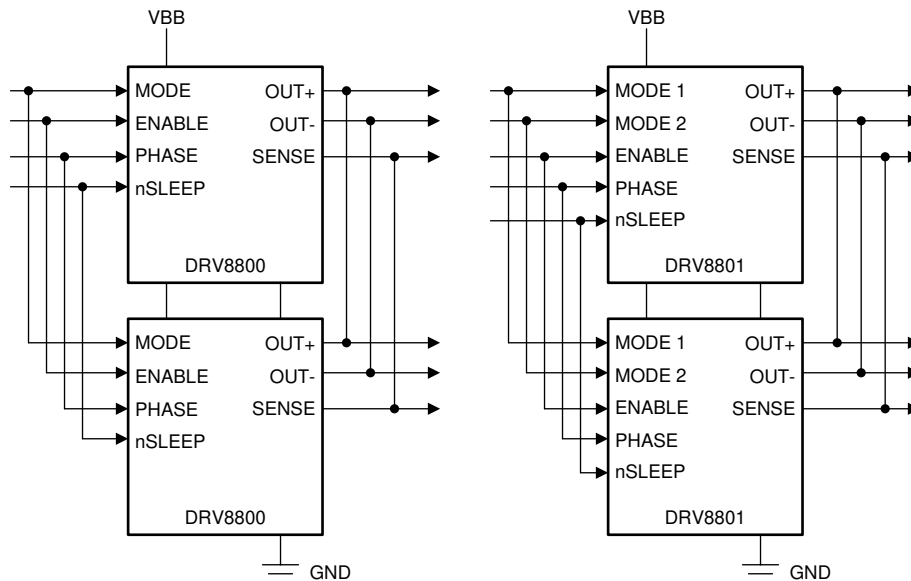 VBB
MODE
ENABLE
PHASE
nSLEEP
OUT+
OUT-
SENSE
DRV8800
MODE
ENABLE
PHASE
nSLEEP
OUT+
OUT-
SENSE
DRV8800
GND
VBB
MODE 1
MODE 2
ENABLE
PHASE
nSLEEP
OUT+
OUT-
SENSE
DRV8801
MODE 1
MODE 2
ENABLE
PHASE
nSLEEP
OUT+
OUT-
SENSE
DRV8801
GND